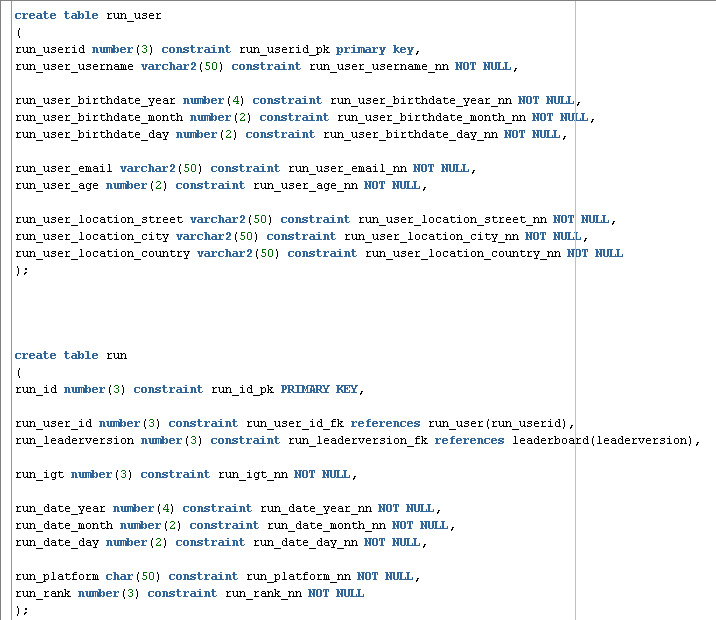 create table run_user
(
run_userid number(3) constraint run_userid_pk primary key,
run_user_username varchar2(50) constraint run_user_username_nn NOT NULL,
run_user_birthdate_year number(4) constraint run_user_birthdate_year_nn NOT NULL,
run_user_birthdate_month number(2) constraint run_user_birthdate_month_nn NOT NULL,
run_user_birthdate_day number(2) constraint run_user_birthdate_day_nn NOT NULL,
run_user_email varchar2(50) constraint run_user_email_nn NOT NULL,
run_user_age number(2) constraint run_user_age_nn NOT NULL,
run_user_location_street varchar2(50) constraint run_user_location_street_nn NOT NULL,
run_user_location_city varchar2(50) constraint run_user_location_city_nn NOT NULL,
run_user_location_country varchar2(50) constraint run_user_location_country_nn NOT NULL
);
create table run
(
run_id number(3) constraint run_id_pk PRIMARY KEY,
run_user_id number(3) constraint run_user_id_fk references run_user(run_userid),
run_leaderversion number(3) constraint run_leaderversion_fk references leaderboard(leaderversion),
run_igt number(3) constraint run_igt_nn NOT NULL,
run_date_year number(4) constraint run_date_year_nn NOT NULL,
run_date_month number(2) constraint run_date_month_nn NOT NULL,
run_date_day number(2) constraint run_date_day_nn NOT NULL,
run_platform char(50) constraint run_platform_nn NOT NULL,
run_rank number(3) constraint run_rank_nn NOT NULL
);